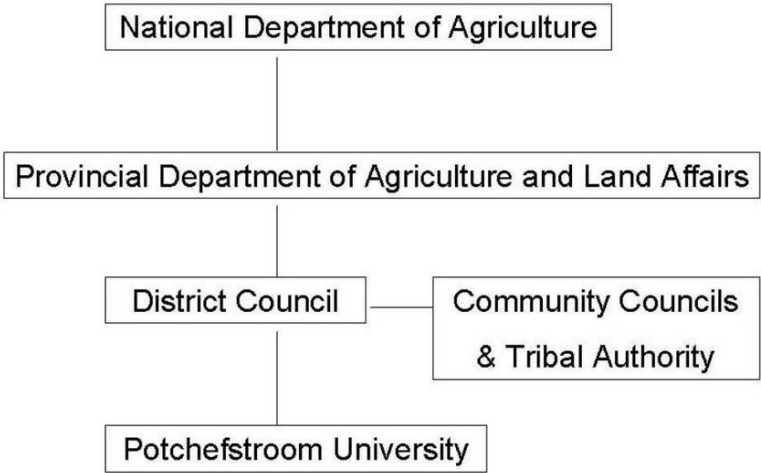 National Department of Agriculture
Provincial Department of Agriculture and Land Affairs
District Council
Community Councils
& Tribal Authority
Potchefstroom University